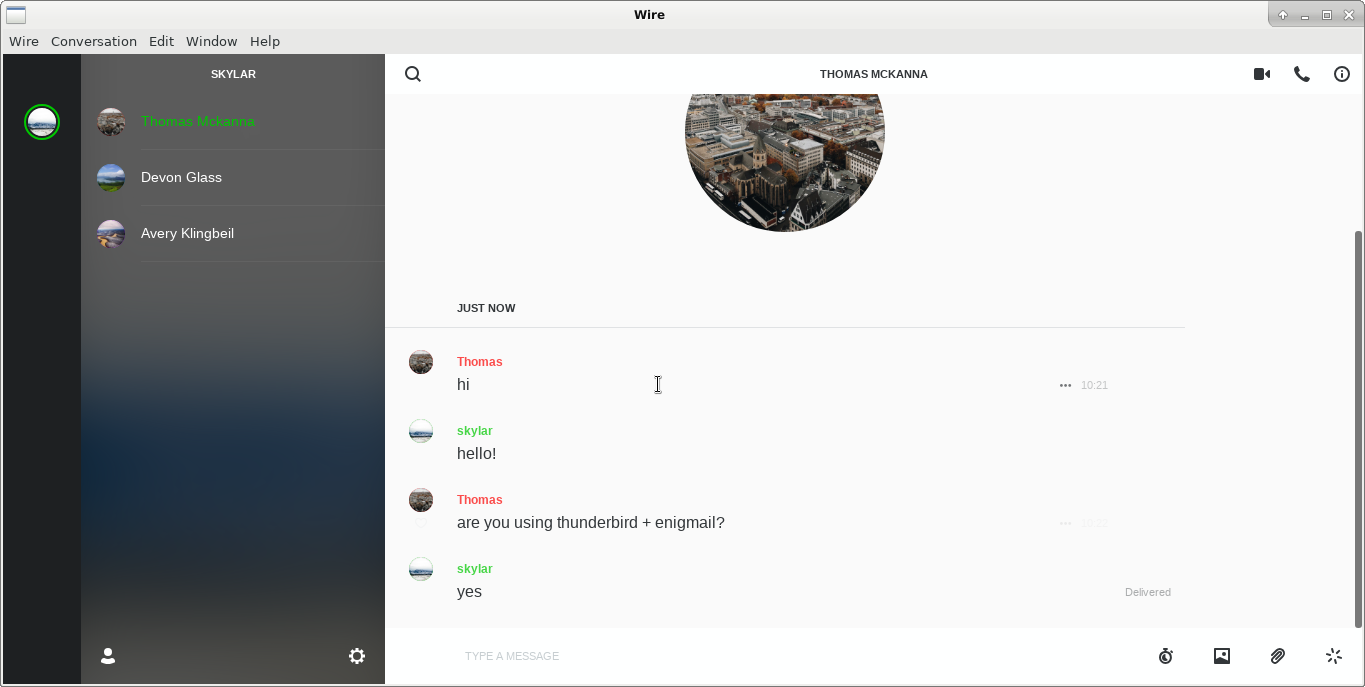 Wire
Wire Conversation Edit Window Help
SKYLAR
Thomas Mckanna
Devon Glass
Avery Klingbeil
THOMAS MCKANNA
JUST NOW
Thomas
hi ••• 10:21
skylar
hello!
Thomas
are you using thunderbird + enigmail?
skylar
yes Delivered
TYPE A MESSAGE